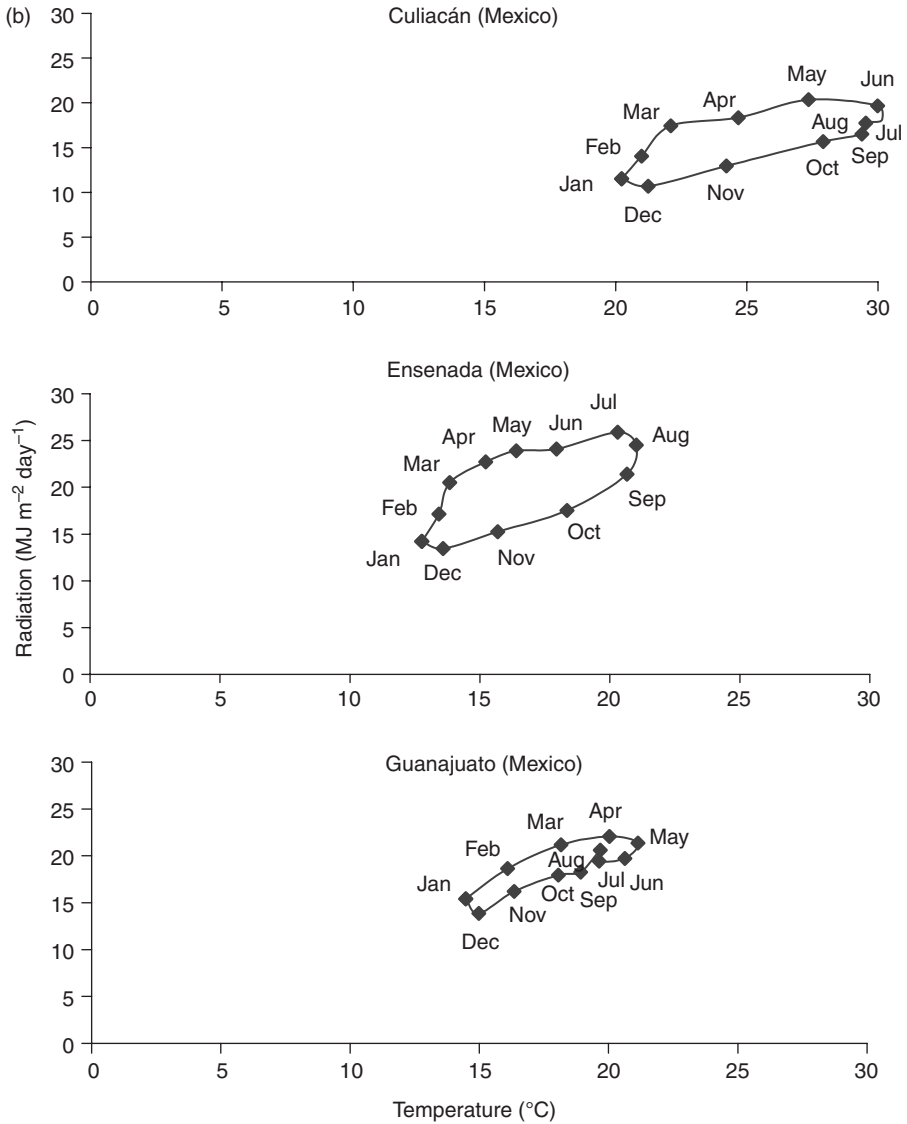 (b)
Culiacán (Mexico)
30
25
20
15
10
5
0
May
Jun
Mar
Apr
Aug
Jul
Feb
Sep
Jan
Oct
Dec
Nov
0 5 10 15 20 25 30
Ensenada (Mexico)
Radiation (MJ m⁻² day⁻¹)
30
25
20
15
10
5
0
Jul
May
Jun
Apr
Aug
Mar
Feb
Sep
Oct
Jan
Nov
Dec
0 5 10 15 20 25 30
Guanajuato (Mexico)
30
25
20
15
10
5
0
Apr
Mar
May
Feb
Aug
Jan
Jul
Jun
Oct
Sep
Nov
Dec
0 5 10 15 20 25 30
Temperature (°C)